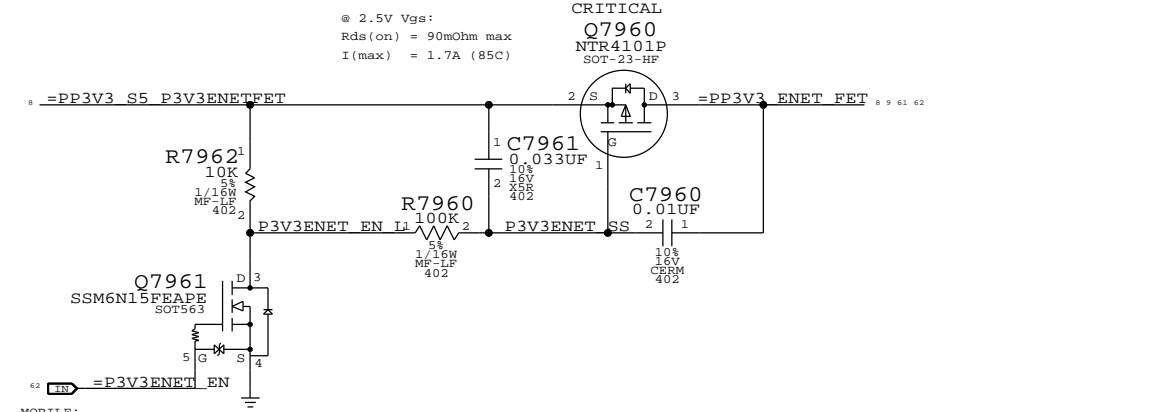 CRITICAL
@ 2.5V Vgs:
Rds(on) = 90mOhm max
I(max) = 1.7A (85C)
Q7960
NTR4101P
SOT-23-HF
8 =PP3V3_S5_P3V3ENETFET
2 S D 3
G
1
=PP3V3_ENET_FET 8 9 61 62
R7962 1
10K
5%
1/16W
MF-LF
402 2
1 C7961
0.033UF
10%
16V
2 X5R
402
R7960
1 100K 2
5%
1/16W
MF-LF
402
P3V3ENET_EN_L
P3V3ENET_SS
C7960
0.01UF
2 1
10%
16V
CERM
402
Q7961
SSM6N15FEAPE
SOT563
D 3
5 G S 4
62 IN =P3V3ENET_EN